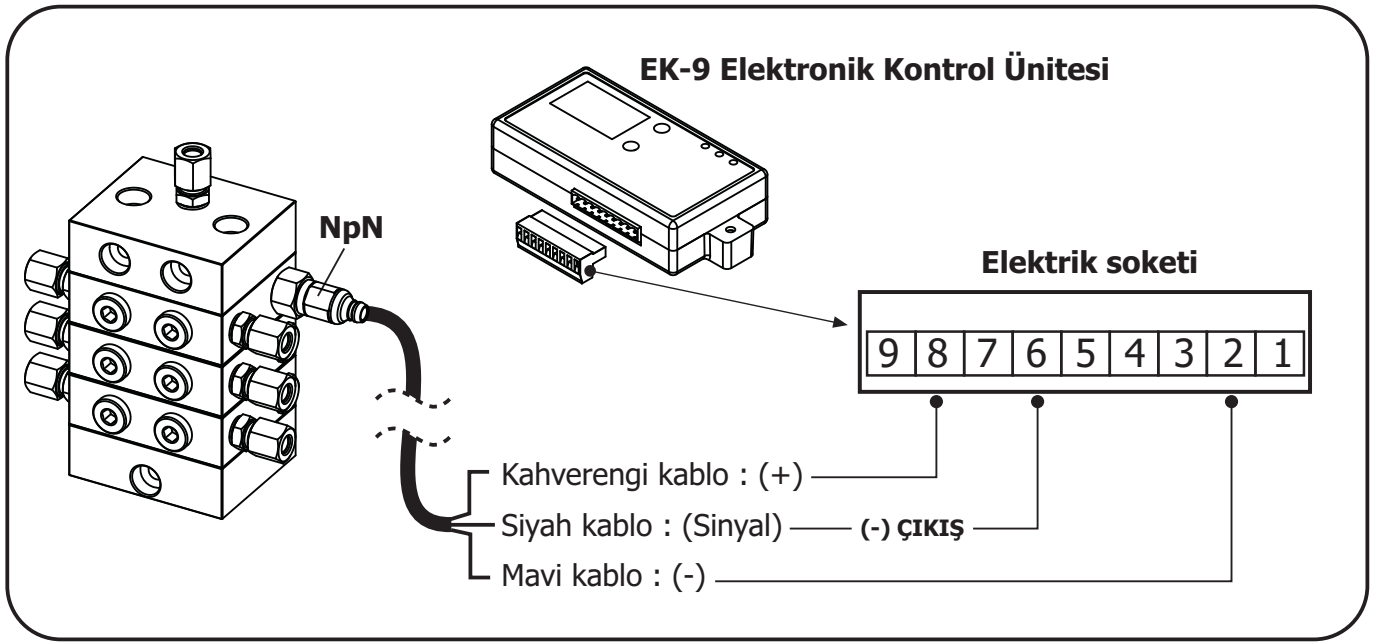 EK-9 Elektronik Kontrol Ünitesi
NpN
Elektrik soketi
9 8 7 6 5 4 3 2 1
Kahverengi kablo : (+)
Siyah kablo : (Sinyal) (-) ÇIKIŞ
Mavi kablo : (-)